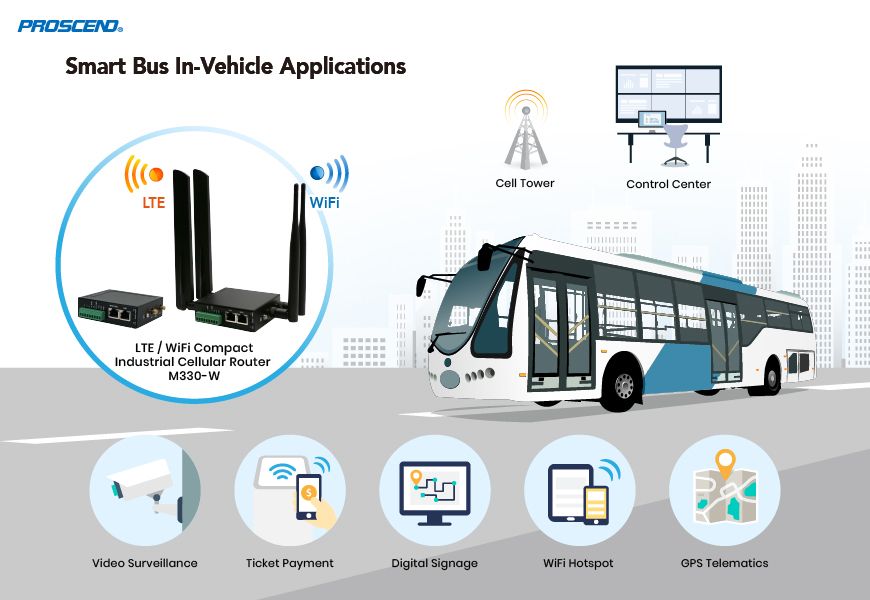 PROSCEND®
Smart Bus In-Vehicle Applications
Cell Tower
Control Center
LTE
WiFi
LTE / WiFi Compact
Industrial Cellular Router
M330-W
Video Surveillance
Ticket Payment
Digital Signage
WiFi Hotspot
GPS Telematics